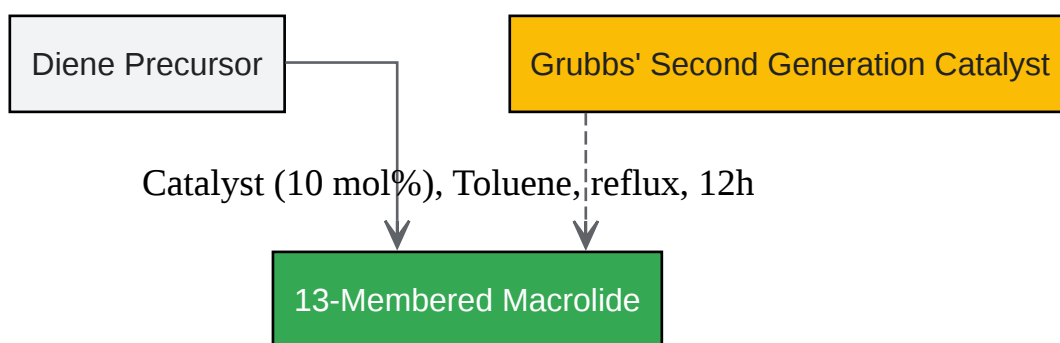 Diene Precursor
Grubbs' Second Generation Catalyst
Catalyst (10 mol%), Toluene, reflux, 12h
13-Membered Macrolide